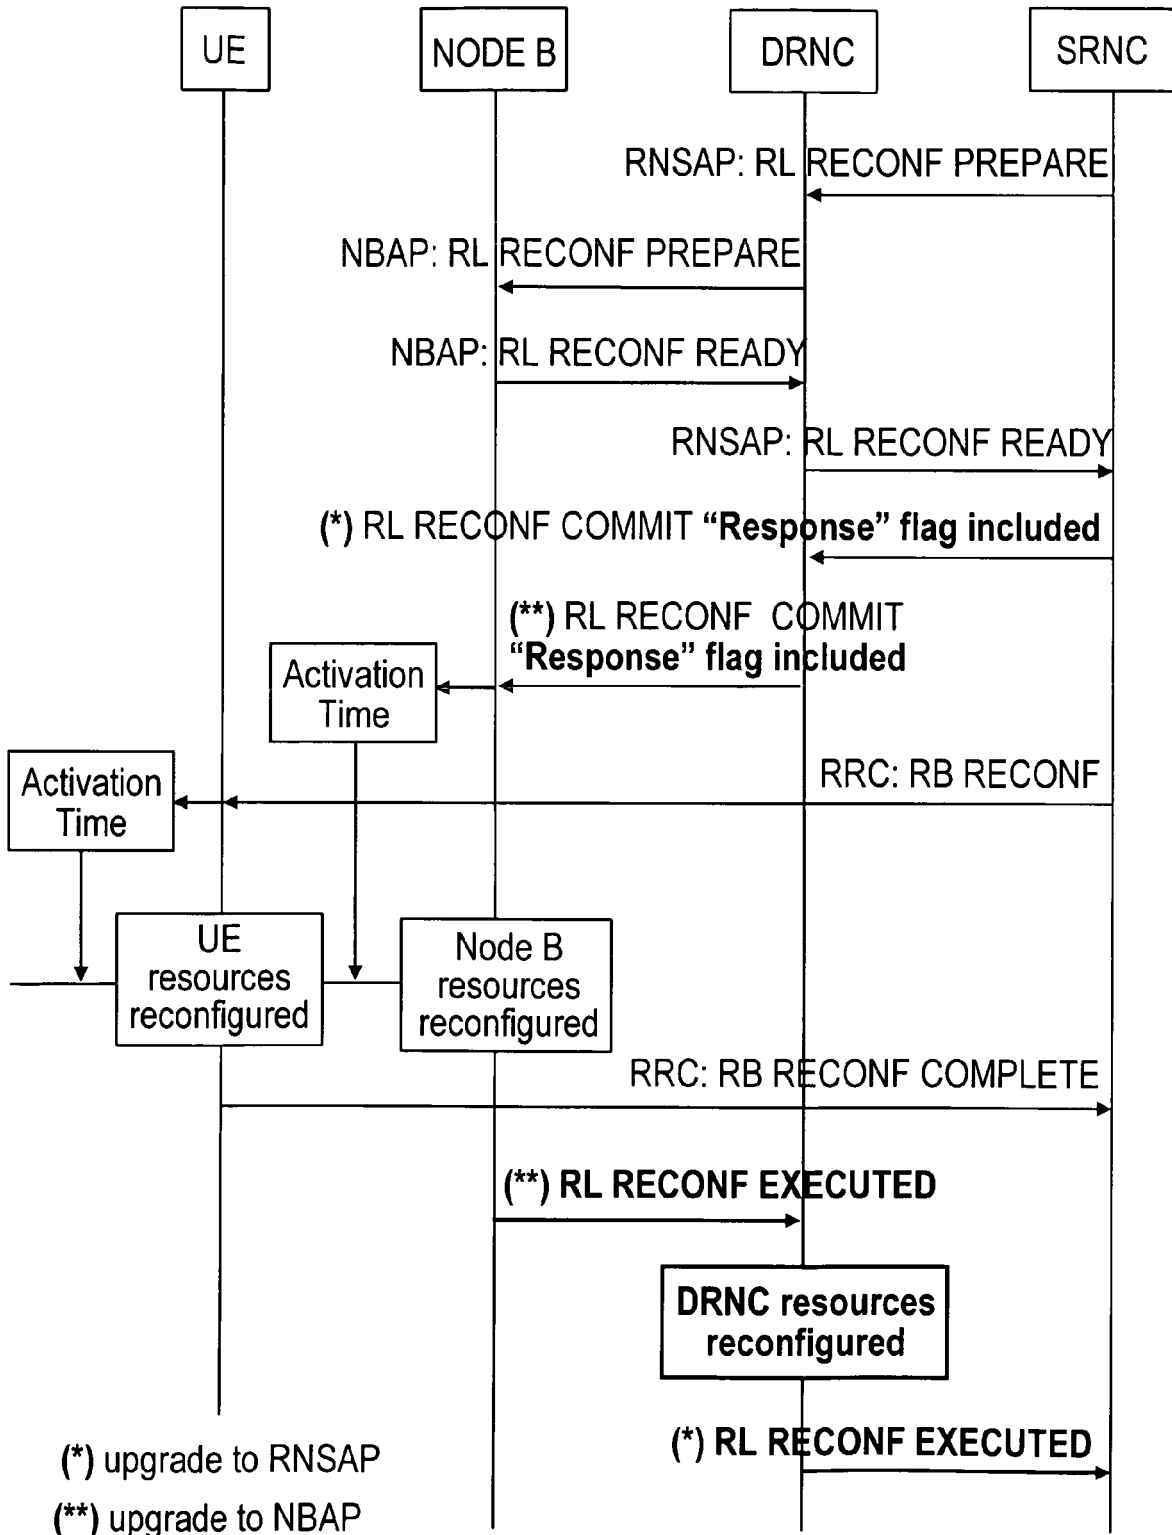 UE
NODE B
DRNC
SRNC
RNSAP: RL RECONF PREPARE
NBAP: RL RECONF PREPARE
NBAP: RL RECONF READY
RNSAP: RL RECONF READY
(*) RL RECONF COMMIT “Response” flag included
(**) RL RECONF COMMIT
“Response” flag included
Activation
Time
RRC: RB RECONF
Activation
Time
UE
resources
reconfigured
Node B
resources
reconfigured
RRC: RB RECONF COMPLETE
(**) RL RECONF EXECUTED
DRNC resources
reconfigured
(*) RL RECONF EXECUTED
(*) upgrade to RNSAP
(**) upgrade to NBAP